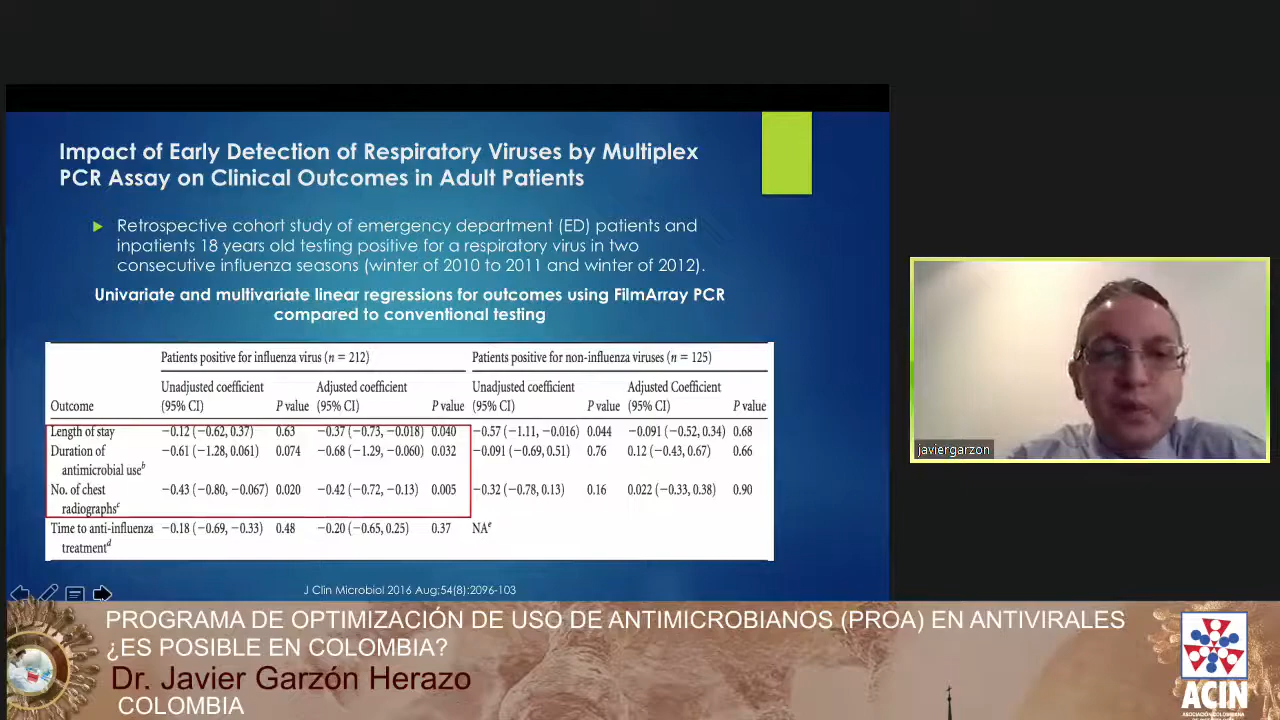 Impact of Early Detection of Respiratory Viruses by Multiplex
PCR Assay on Clinical Outcomes in Adult Patients
Retrospective cohort study of emergency department (ED) patients and
inpatients 18 years old testing positive for a respiratory virus in two
consecutive influenza seasons (winter of 2010 to 2011 and winter of 2012).
Univariate and multivariate linear regressions for outcomes using FilmArray PCR
compared to conventional testing
Patients positive for influenza virus (n = 212) Patients positive for non-influenza viruses (n = 125)
Unadjusted coefficient Adjusted coefficient Unadjusted coefficient Adjusted Coefficient
Outcome (95% CI) P value (95% CI) P value (95% CI) P value (95% CI) P value
Length of stay −0.12 (−0.62, 0.37) 0.63 −0.37 (−0.73, −0.018) 0.040 −0.57 (−1.11, −0.016) 0.044 −0.091 (−0.52, 0.34) 0.68
Duration of −0.61 (−1.28, 0.061) 0.074 −0.68 (−1.29, −0.060) 0.032 −0.091 (−0.69, 0.51) 0.76 0.12 (−0.43, 0.67) 0.66
antimicrobial use^b
No. of chest −0.43 (−0.80, −0.067) 0.020 −0.42 (−0.72, −0.13) 0.005 −0.32 (−0.78, 0.13) 0.16 0.022 (−0.33, 0.38) 0.90
radiographs^c
Time to anti-influenza −0.18 (−0.69, −0.33) 0.48 −0.20 (−0.65, 0.25) 0.37 NA^e
treatment^d
J Clin Microbiol 2016 Aug;54(8):2096-103
javiergarzon
PROGRAMA DE OPTIMIZACIÓN DE USO DE ANTIMICROBIANOS (PROA) EN ANTIVIRALES
¿ES POSIBLE EN COLOMBIA?
Dr. Javier Garzón Herazo
COLOMBIA
ACIN
ASOCIACIÓN COLOMBIANA